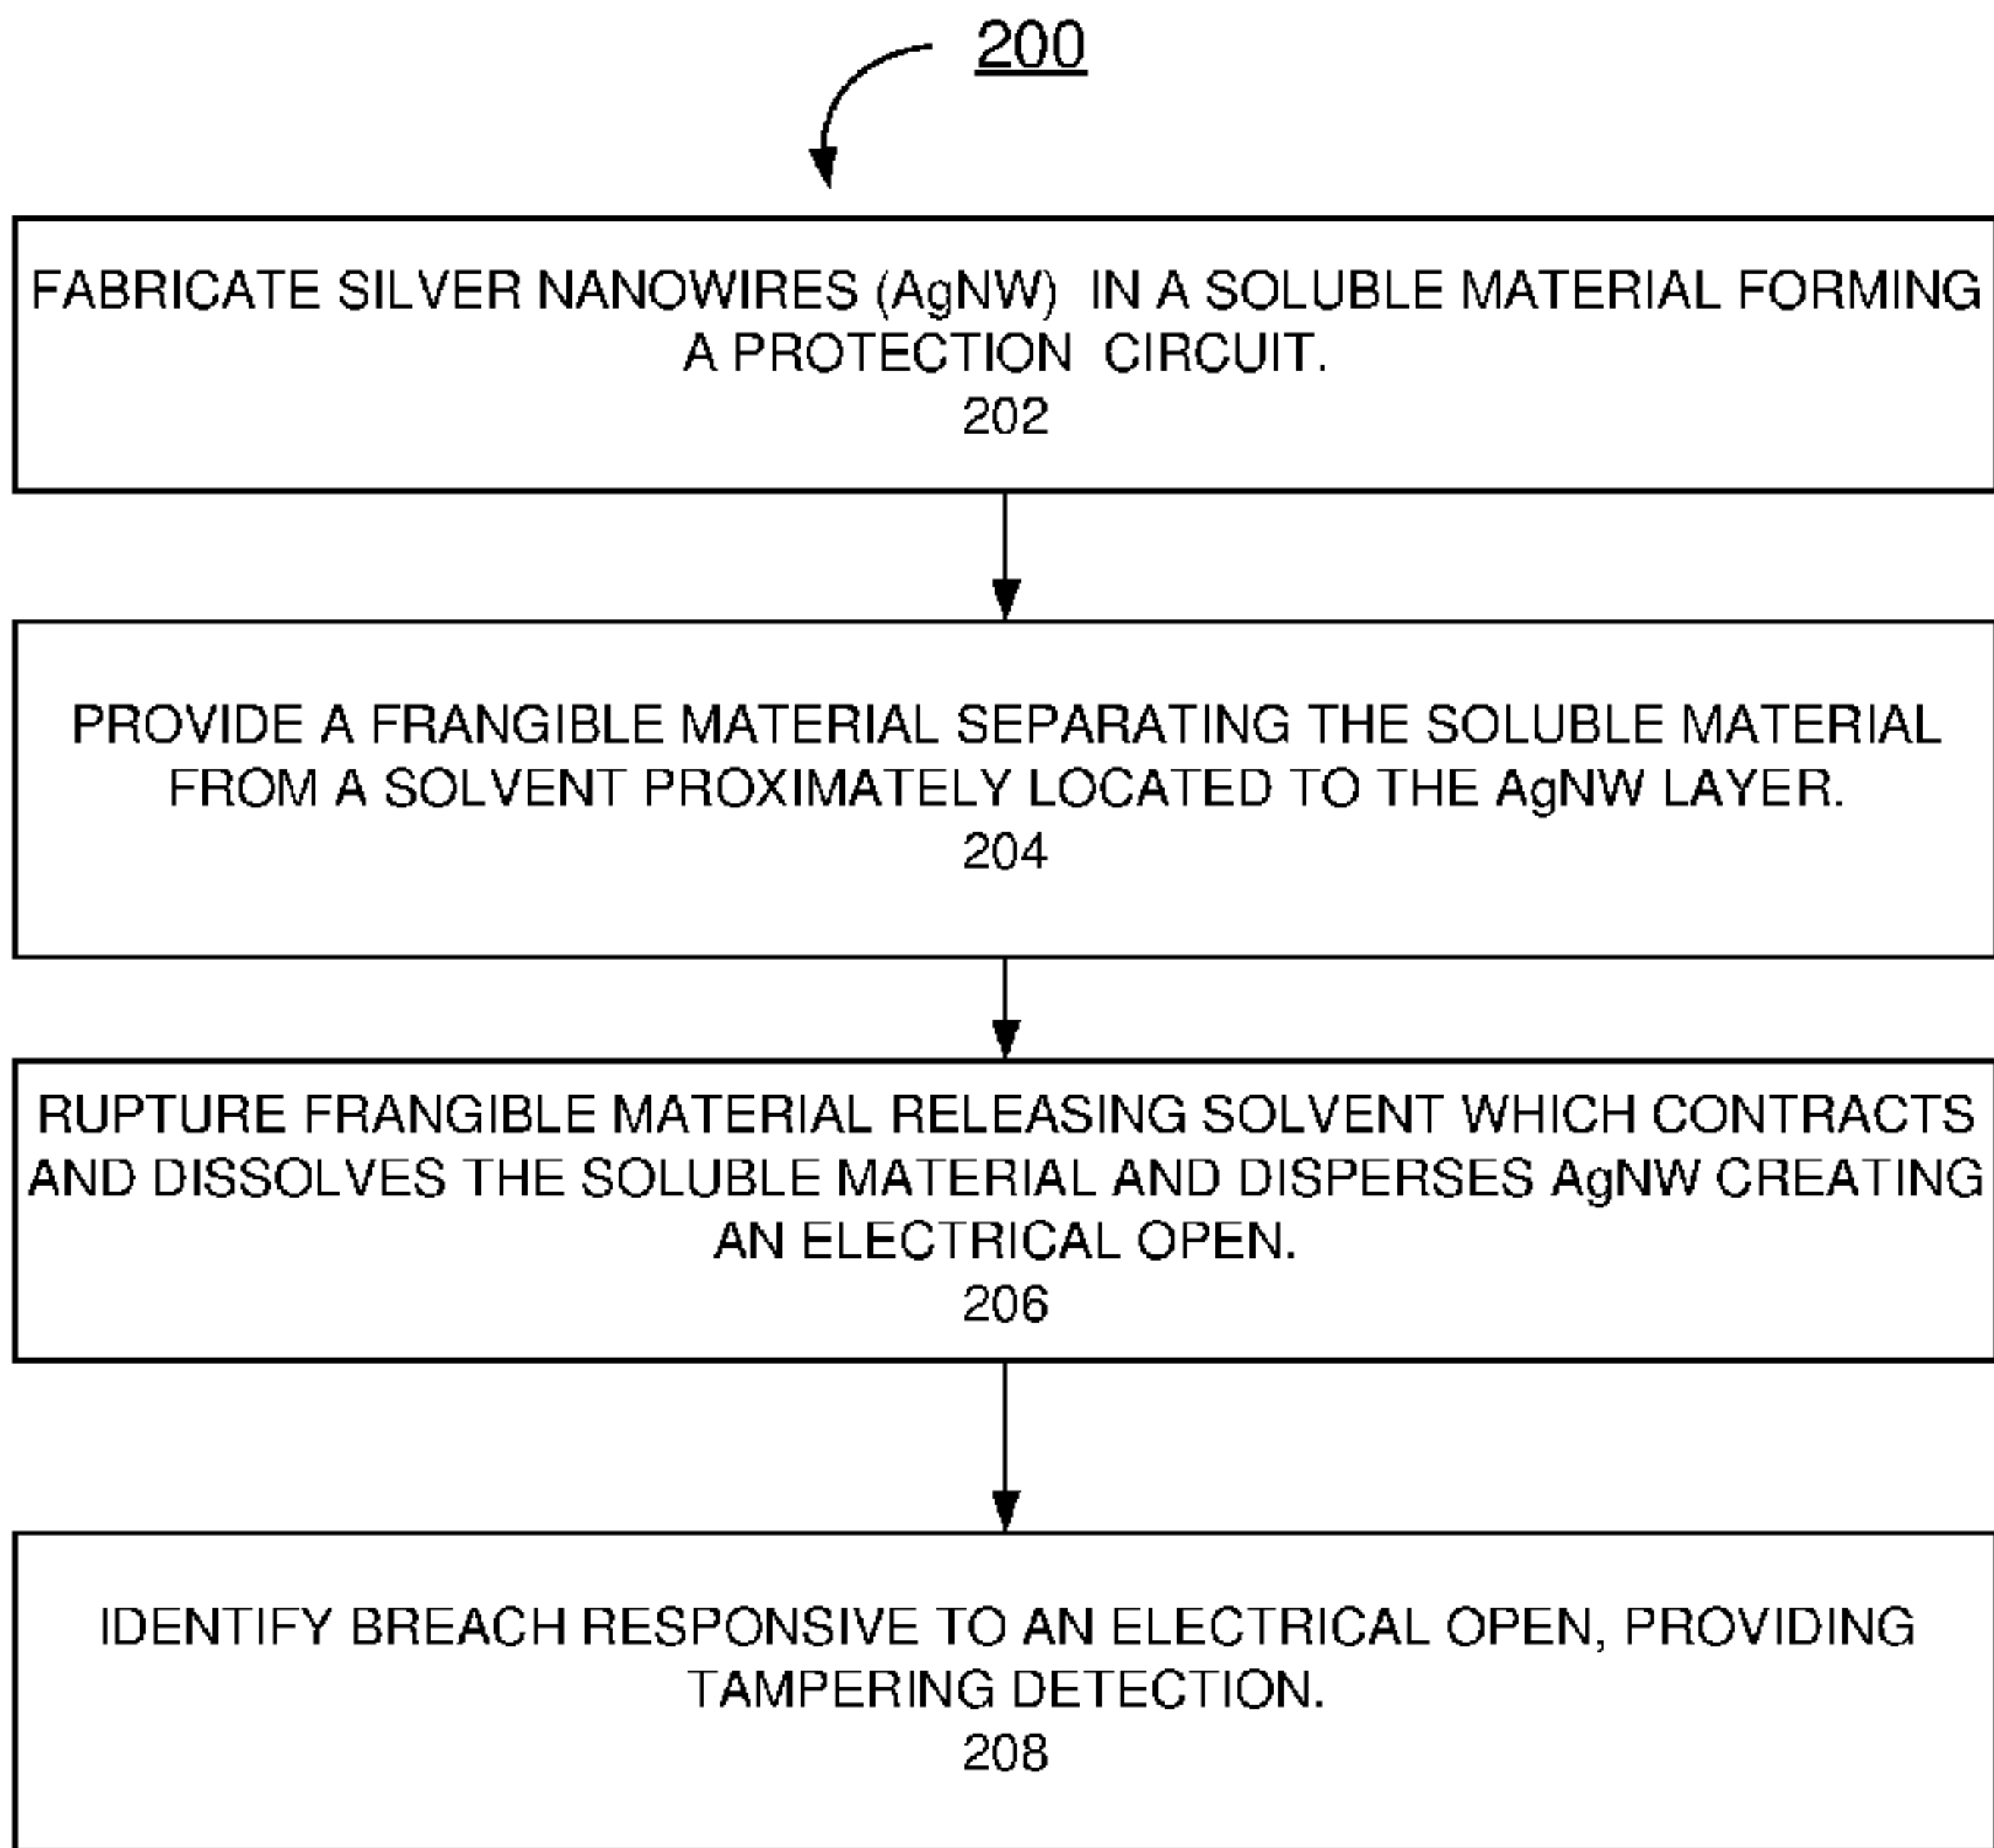 200
FABRICATE SILVER NANOWIRES (AgNW) IN A SOLUBLE MATERIAL FORMING
A PROTECTION CIRCUIT.
202
PROVIDE A FRANGIBLE MATERIAL SEPARATING THE SOLUBLE MATERIAL
FROM A SOLVENT PROXIMATELY LOCATED TO THE AgNW LAYER.
204
RUPTURE FRANGIBLE MATERIAL RELEASING SOLVENT WHICH CONTRACTS
AND DISSOLVES THE SOLUBLE MATERIAL AND DISPERSES AgNW CREATING
AN ELECTRICAL OPEN.
206
IDENTIFY BREACH RESPONSIVE TO AN ELECTRICAL OPEN, PROVIDING
TAMPERING DETECTION.
208